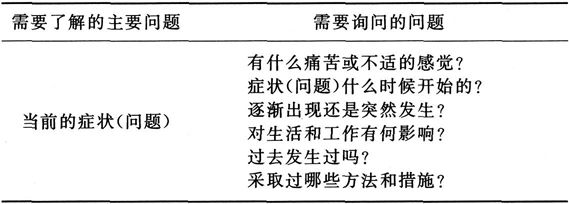 需要了解的主要问题 需要询问的问题
有什么痛苦或不适的感觉?
症状(问题)什么时候开始的?
当前的症状(问题)
逐渐出现还是突然发生?
对生活和工作有何影响?
过去发生过吗?
采取过哪些方法和措施?